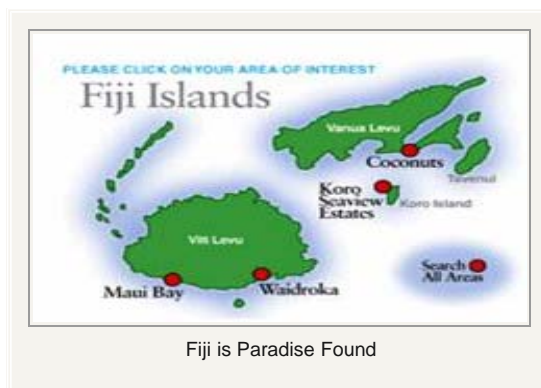 PLEASE CLICK ON YOUR AREA OF INTEREST
Fiji Islands
Vanua Levu
Coconuts
Taveuni
Koro
Seaview
Estates
Koro Island
Viti Levu
Maui Bay
Waidroka
Search
All Areas
Fiji is Paradise Found